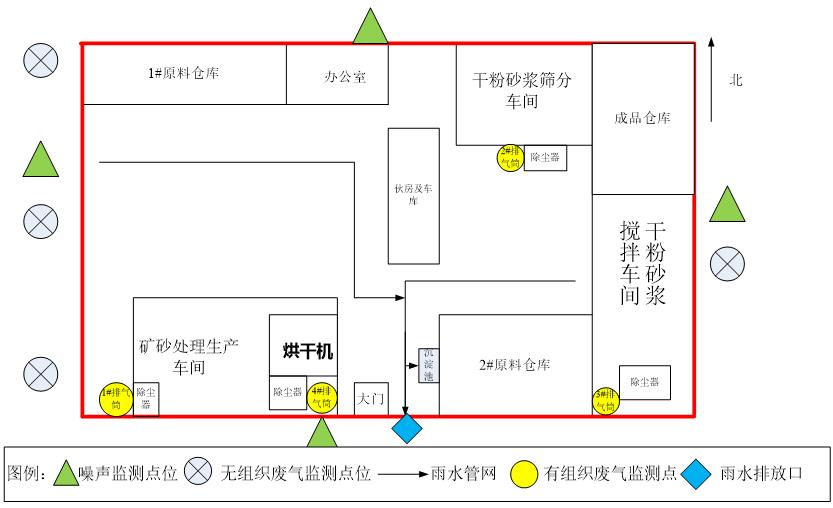 1#原料仓库
办公室
干粉砂浆筛分
车间
成品仓库
北
2#排
气筒
除尘器
伙房及车
库
干粉砂浆
搅拌车间
矿砂处理生产
车间
烘干机
沉
淀
池
2#原料仓库
1#排气
筒
除尘
器
除尘器
4#排
气筒
大门
3#排
气筒
除尘器
图例：
噪声监测点位
无组织废气监测点位
雨水管网
有组织废气监测点
雨水排放口